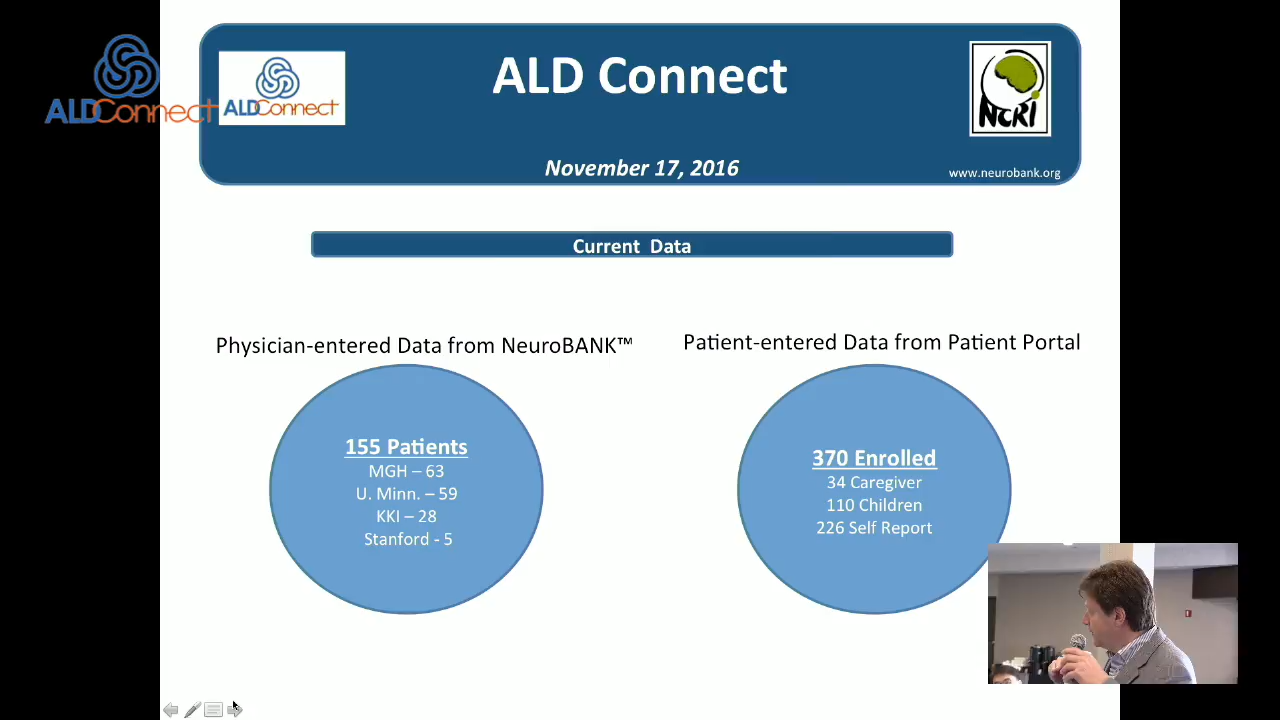 ALD Connect
ALDConnect
ALDConnect
NCRI
November 17, 2016
www.neurobank.org
Current Data
Physician-entered Data from NeuroBANK™
Patient-entered Data from Patient Portal
155 Patients
MGH – 63
U. Minn. – 59
KKI – 28
Stanford - 5
370 Enrolled
34 Caregiver
110 Children
226 Self Report